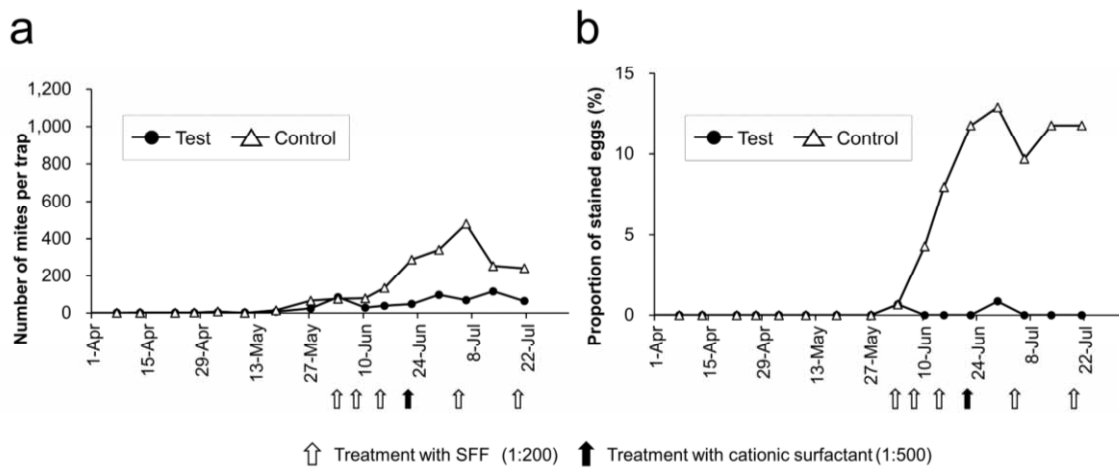 a
Number of mites per trap
1,200
1,000
800
600
400
200
0
Test
Control
1-Apr
15-Apr
29-Apr
13-May
27-May
10-Jun
24-Jun
8-Jul
22-Jul
b
Proportion of stained eggs (%)
15
10
5
0
Test
Control
1-Apr
15-Apr
29-Apr
13-May
27-May
10-Jun
24-Jun
8-Jul
22-Jul
Treatment with SFF (1:200)
Treatment with cationic surfactant (1:500)